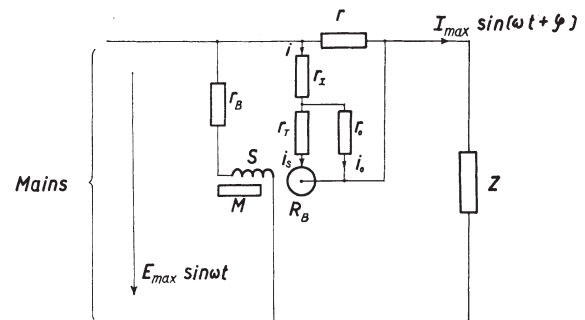 r
I_max sin(ωt + φ)
i
r_I
r_B
r_T
r_o
S
i_s
i_o
Mains
M
R_B
Z
E_max sinωt